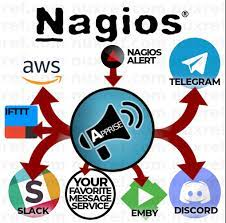 Nagios®
aws
NAGIOS
ALERT
TELEGRAM
IFTTT
APPRISE
SLACK
YOUR
FAVORITE
MESSAGE
SERVICE
EMBY
DISCORD